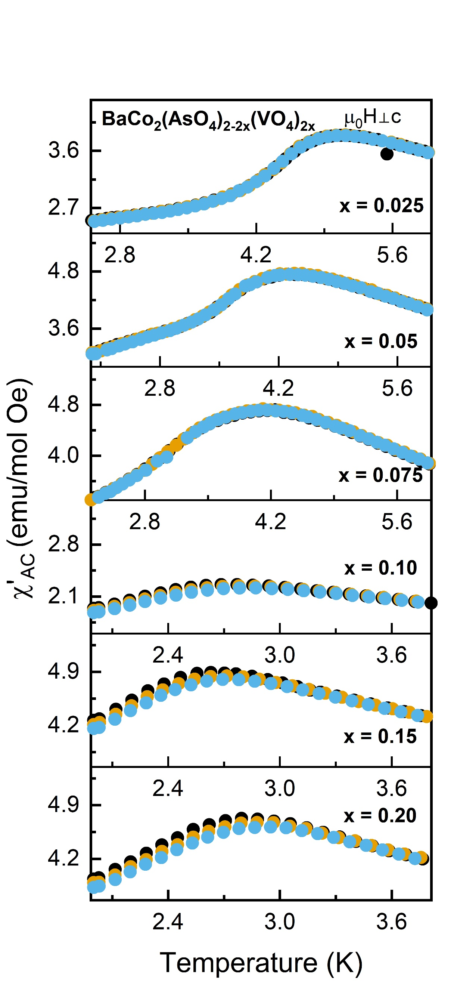 BaCo2(AsO4)2-2x(VO4)2x μ0H⊥c
3.6
2.7
x = 0.025
2.8 4.2 5.6
4.8
3.6
x = 0.05
2.8 4.2 5.6
4.8
4.0
x = 0.075
2.8 4.2 5.6
2.8
x = 0.10
2.1
2.4 3.0 3.6
4.9
4.2
x = 0.15
2.4 3.0 3.6
4.9
x = 0.20
4.2
2.4 3.0 3.6
χ'AC (emu/mol Oe)
Temperature (K)